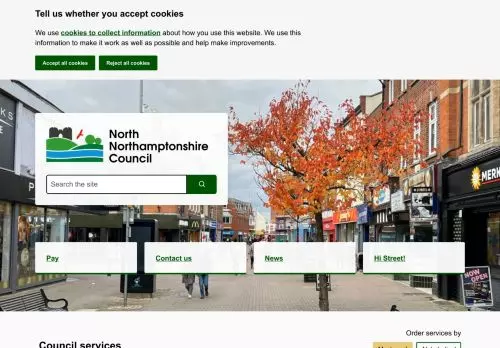 Tell us whether you accept cookies
We use cookies to collect information about how you use this website. We use
this information to make it work as well as possible and help make improvements.
Accept all cookies
Reject all cookies
North
Northamptonshire
Council
Search the site
Pay
Contact us
News
Hi Street!
NOW
OPEN
Council services
Order services by